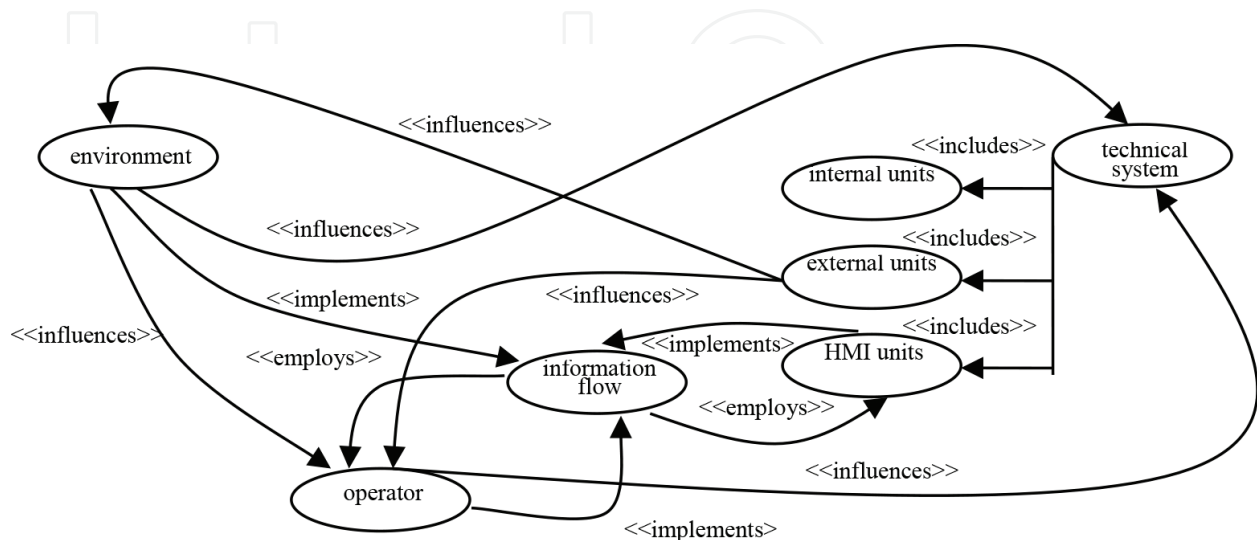 <<influences>>
environment
<<includes>>
technical
system
internal units
<<influences>>
<<includes>>
external units
<<implements>
<<influences>>
<<influences>>
<<includes>>
<<employs>>
<<implements>
HMI units
information
flow
<<employs>>
<<influences>>
operator
<<implements>